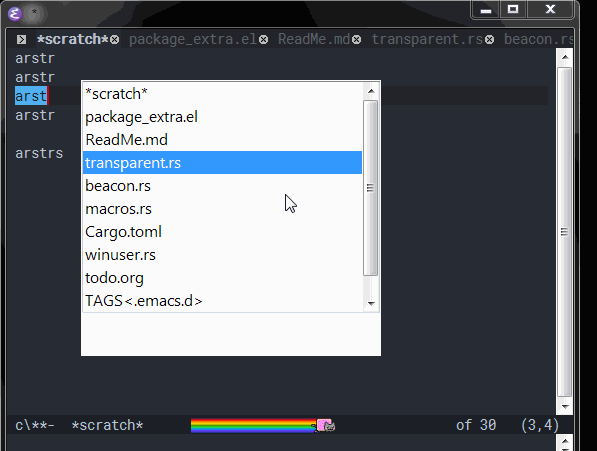 *scratch* package_extra.el ReadMe.md transparent.rs beacon.rs
arstr
arstr
arst
arstr
arstrs
*scratch*
package_extra.el
ReadMe.md
transparent.rs
beacon.rs
macros.rs
Cargo.toml
winuser.rs
todo.org
TAGS<.emacs.d>
c\**- *scratch* of 30 (3,4)